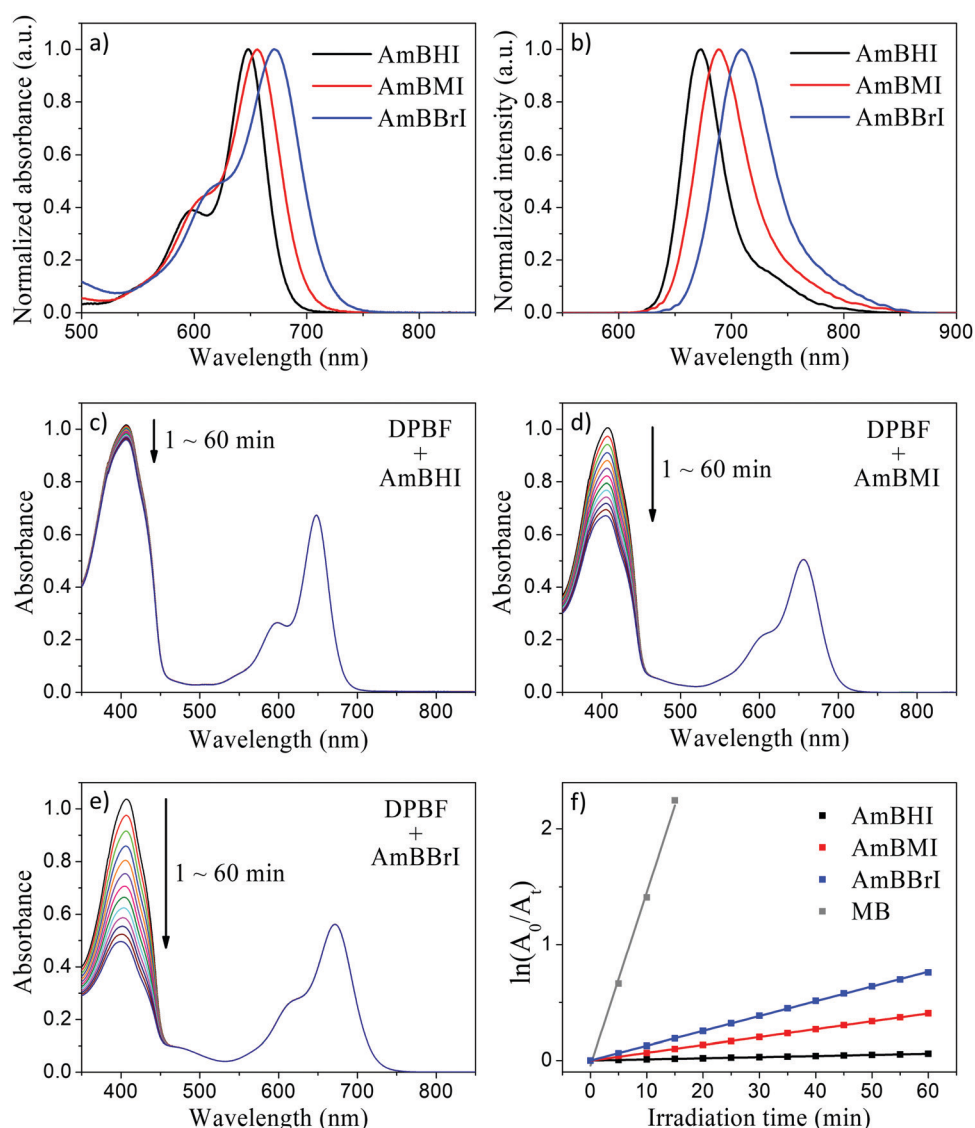 a)
AmBHI
AmBMI
AmBBrI
Normalized absorbance (a.u.)
1.0
0.8
0.6
0.4
0.2
0.0
500
600
700
800
Wavelength (nm)
b)
AmBHI
AmBMI
AmBBrI
Normalized intensity (a.u.)
1.0
0.8
0.6
0.4
0.2
0.0
600
700
800
900
Wavelength (nm)
c)
1 ~ 60 min
DPBF
+
AmBHI
Absorbance
1.0
0.8
0.6
0.4
0.2
0.0
400
500
600
700
800
Wavelength (nm)
d)
1 ~ 60 min
DPBF
+
AmBMI
Absorbance
1.0
0.8
0.6
0.4
0.2
0.0
400
500
600
700
800
Wavelength (nm)
e)
1 ~ 60 min
DPBF
+
AmBBrI
Absorbance
1.0
0.8
0.6
0.4
0.2
0.0
400
500
600
700
800
Wavelength (nm)
f)
AmBHI
AmBMI
AmBBrI
MB
ln(A₀/Aₜ)
2
1
0
0
10
20
30
40
50
60
Irradiation time (min)